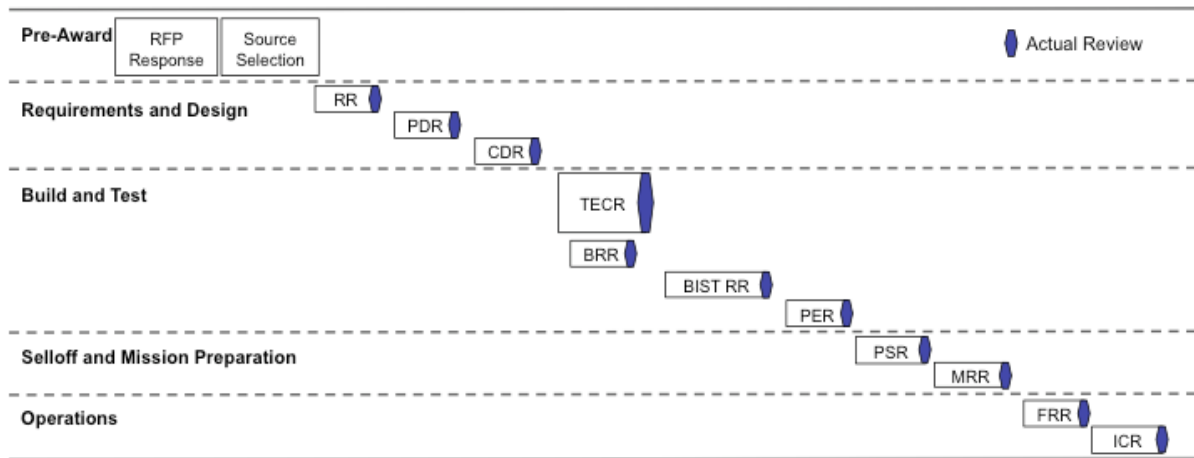 Pre-Award
RFP
Response
Source
Selection
Actual Review
Requirements and Design
RR
PDR
CDR
Build and Test
TECR
BRR
BIST RR
PER
Selloff and Mission Preparation
PSR
MRR
Operations
FRR
ICR